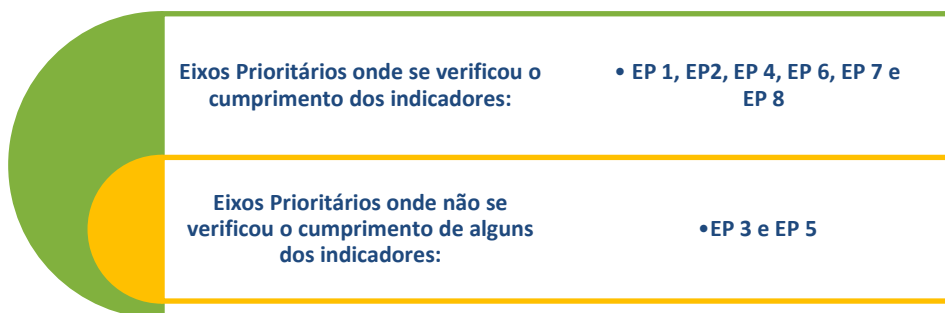 Eixos Prioritários onde se verificou o
cumprimento dos indicadores:
• EP 1, EP2, EP 4, EP 6, EP 7 e
EP 8
Eixos Prioritários onde não se
verificou o cumprimento de alguns
dos indicadores:
•EP 3 e EP 5